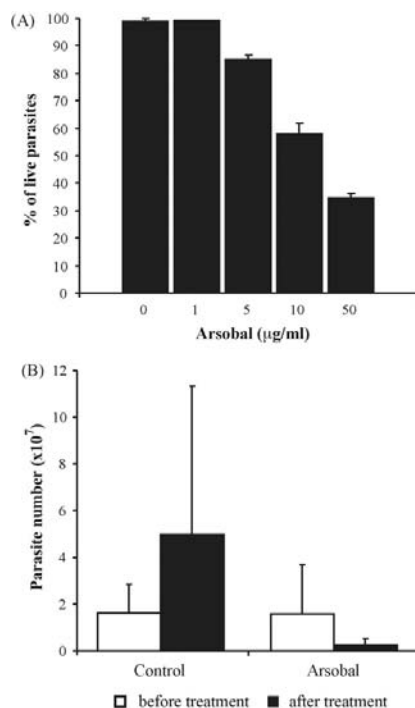 (A)
% of live parasites
100
90
80
70
60
50
40
30
20
10
0
0 1 5 10 50
Arsobal (μg/ml)
(B)
Parasite number (x10⁷)
12
10
8
6
4
2
0
Control Arsobal
before treatment after treatment